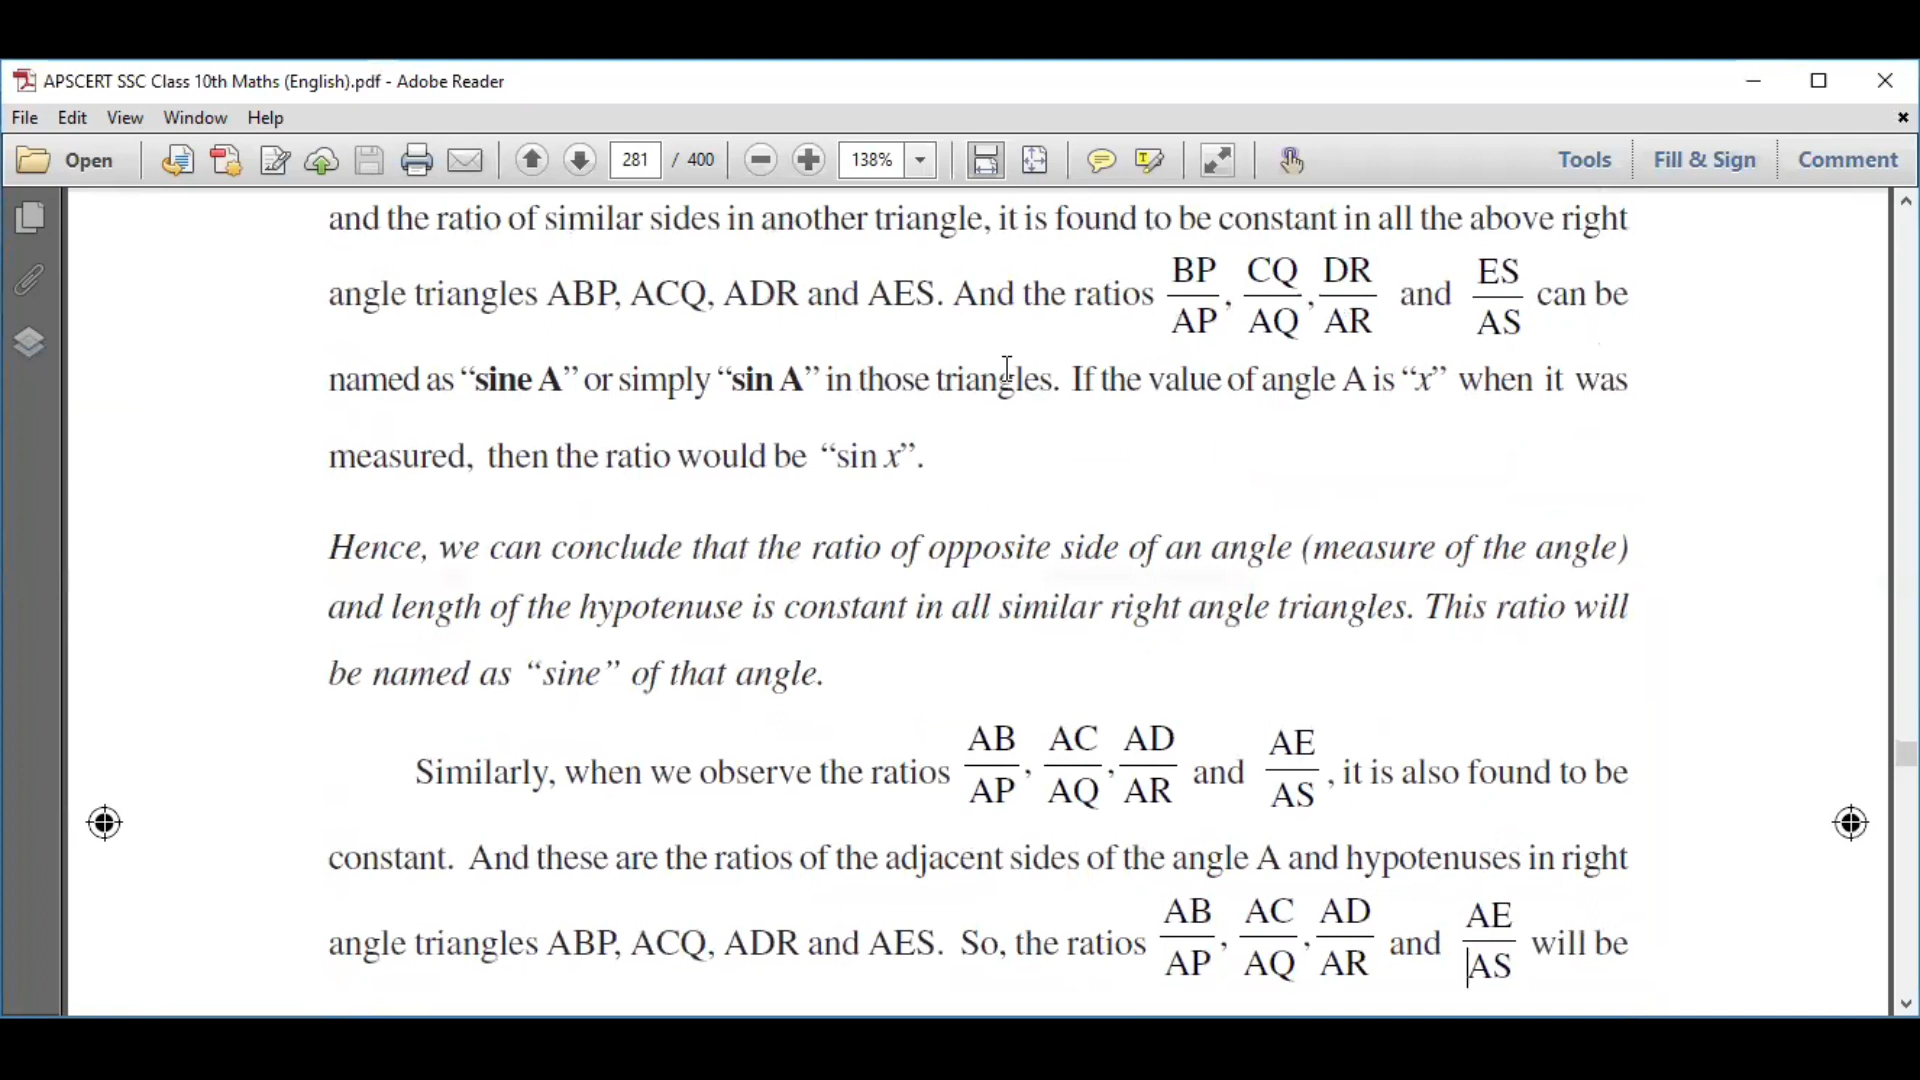 APSCERT SSC Class 10th Maths (English).pdf - Adobe Reader
File Edit View Window Help
Open 281 / 400 138% Tools Fill & Sign Comment
and the ratio of similar sides in another triangle, it is found to be constant in all the above right
angle triangles ABP, ACQ, ADR and AES. And the ratios BP/AP, CQ/AQ, DR/AR and ES/AS can be
named as “sine A” or simply “sin A” in those triangles. If the value of angle A is “x” when it was
measured, then the ratio would be “sin x”.
Hence, we can conclude that the ratio of opposite side of an angle (measure of the angle)
and length of the hypotenuse is constant in all similar right angle triangles. This ratio will
be named as “sine” of that angle.
Similarly, when we observe the ratios AB/AP, AC/AQ, AD/AR and AE/AS, it is also found to be
constant. And these are the ratios of the adjacent sides of the angle A and hypotenuses in right
angle triangles ABP, ACQ, ADR and AES. So, the ratios AB/AP, AC/AQ, AD/AR and AE/AS will be